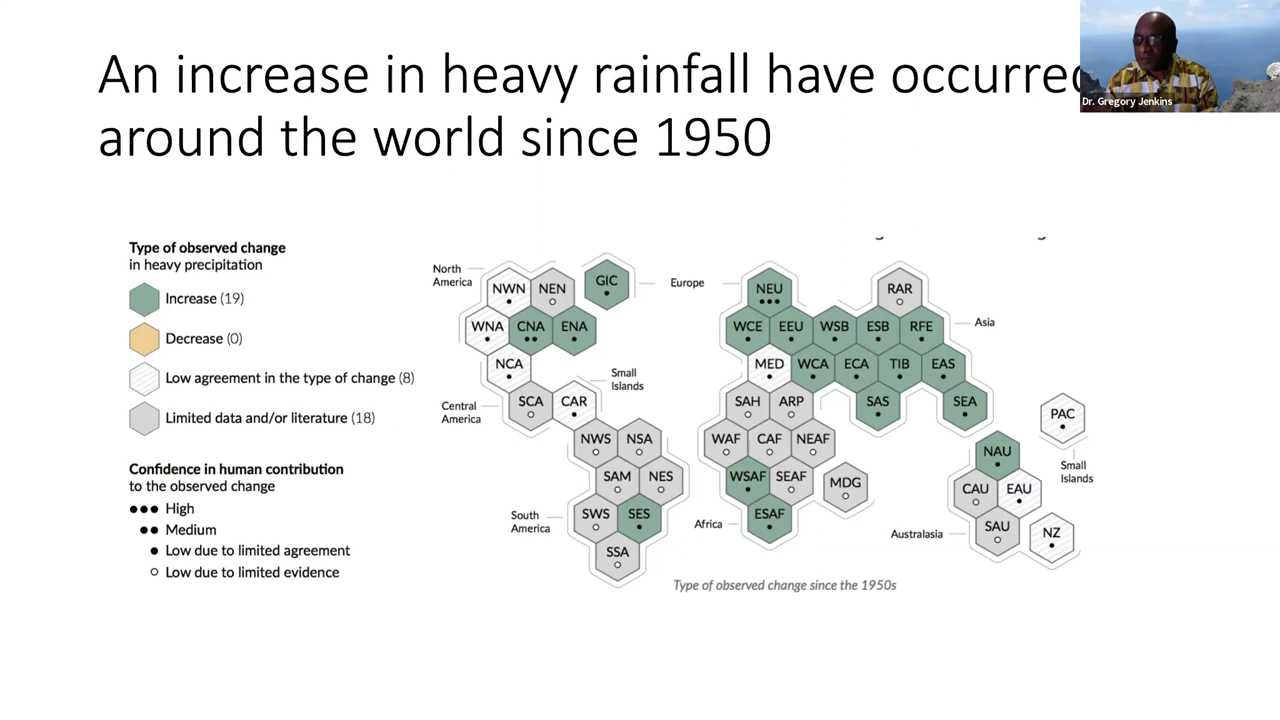 An increase in heavy rainfall have occurred
around the world since 1950
Dr. Gregory Jenkins
Type of observed change
in heavy precipitation
Increase (19)
Decrease (0)
Low agreement in the type of change (8)
Limited data and/or literature (18)
Confidence in human contribution
to the observed change
High
Medium
Low due to limited agreement
Low due to limited evidence
North
America
NWN NEN GIC
WNA CNA ENA
NCA
Small
Islands
Central
America
SCA CAR
NWS NSA
SAM NES
South
America
SWS SES
SSA
Europe
NEU RAR
WCE EEU WSB ESB RFE
Asia
MED WCA ECA TIB EAS
SAH ARP SAS SEA
PAC
WAF CAF NEAF
NAU
Small
Islands
WSAF SEAF MDG
CAU EAU
Africa
ESAF
Australasia
SAU NZ
Type of observed change since the 1950s